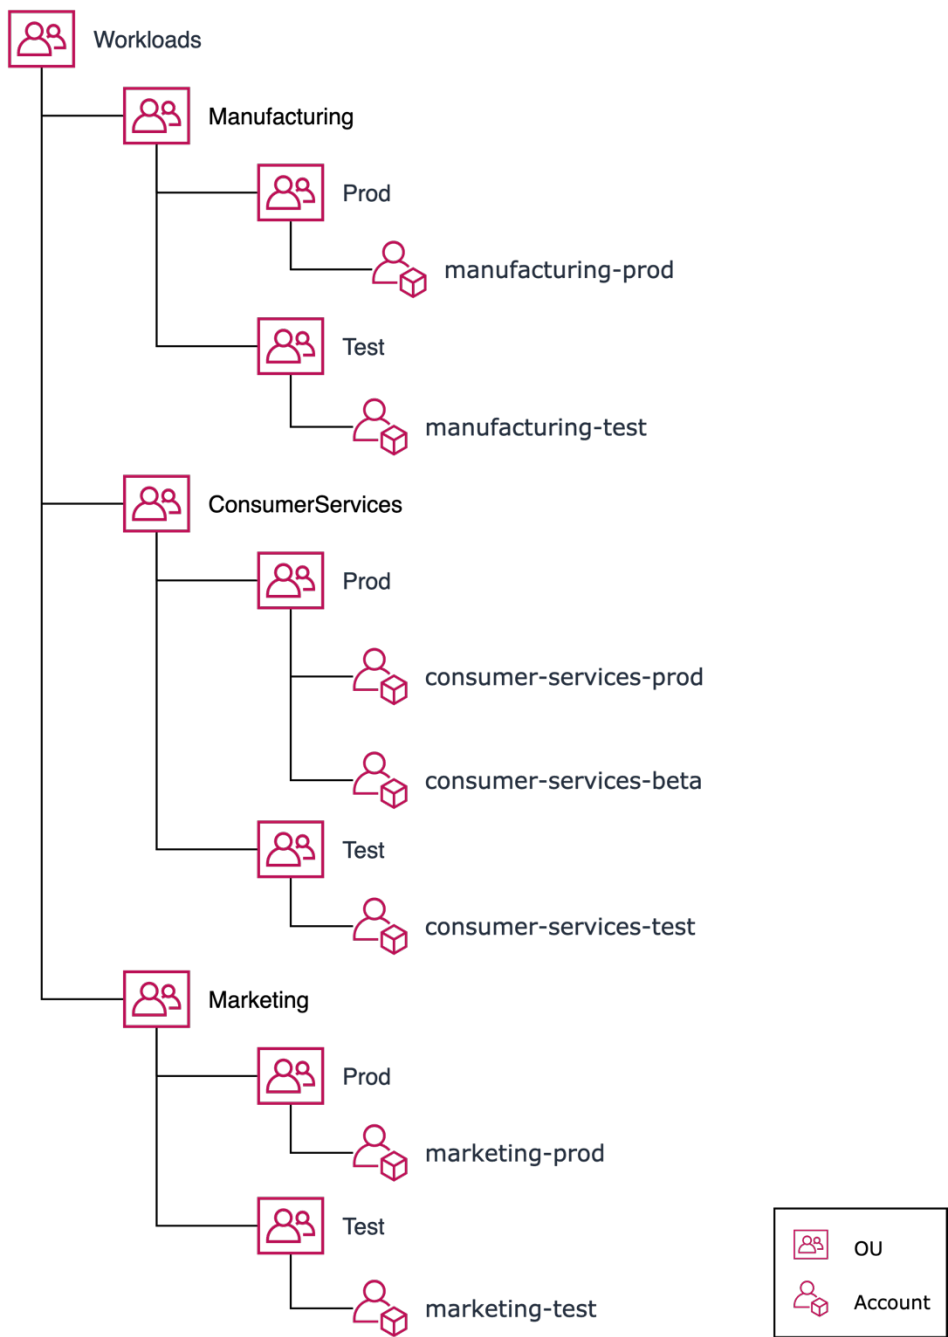 Workloads
Manufacturing
Prod
manufacturing-prod
Test
manufacturing-test
ConsumerServices
Prod
consumer-services-prod
consumer-services-beta
Test
consumer-services-test
Marketing
Prod
marketing-prod
Test
marketing-test
OU
Account